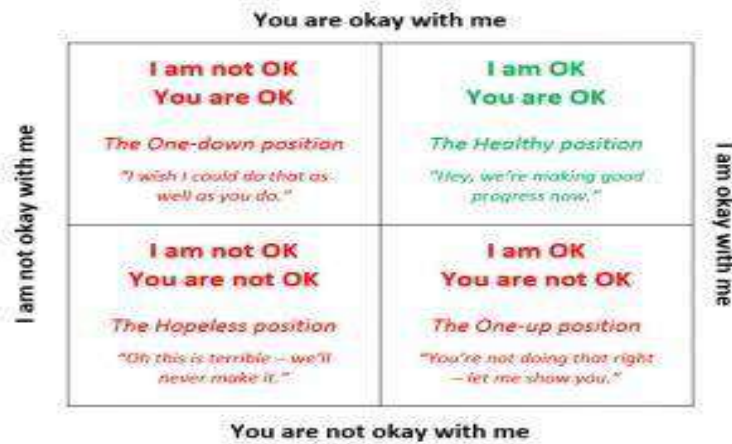 You are okay with me
I am not OK
You are OK
The One-down position
"I wish I could do that as
well as you do."
I am OK
You are OK
The Healthy position
"Hey, we're making good
progress now."
I am not okay with me
I am okay with me
I am not OK
You are not OK
The Hopeless position
"Oh this is terrible – we'll
never make it."
I am OK
You are not OK
The One-up position
"You're not doing that right
– let me show you."
You are not okay with me